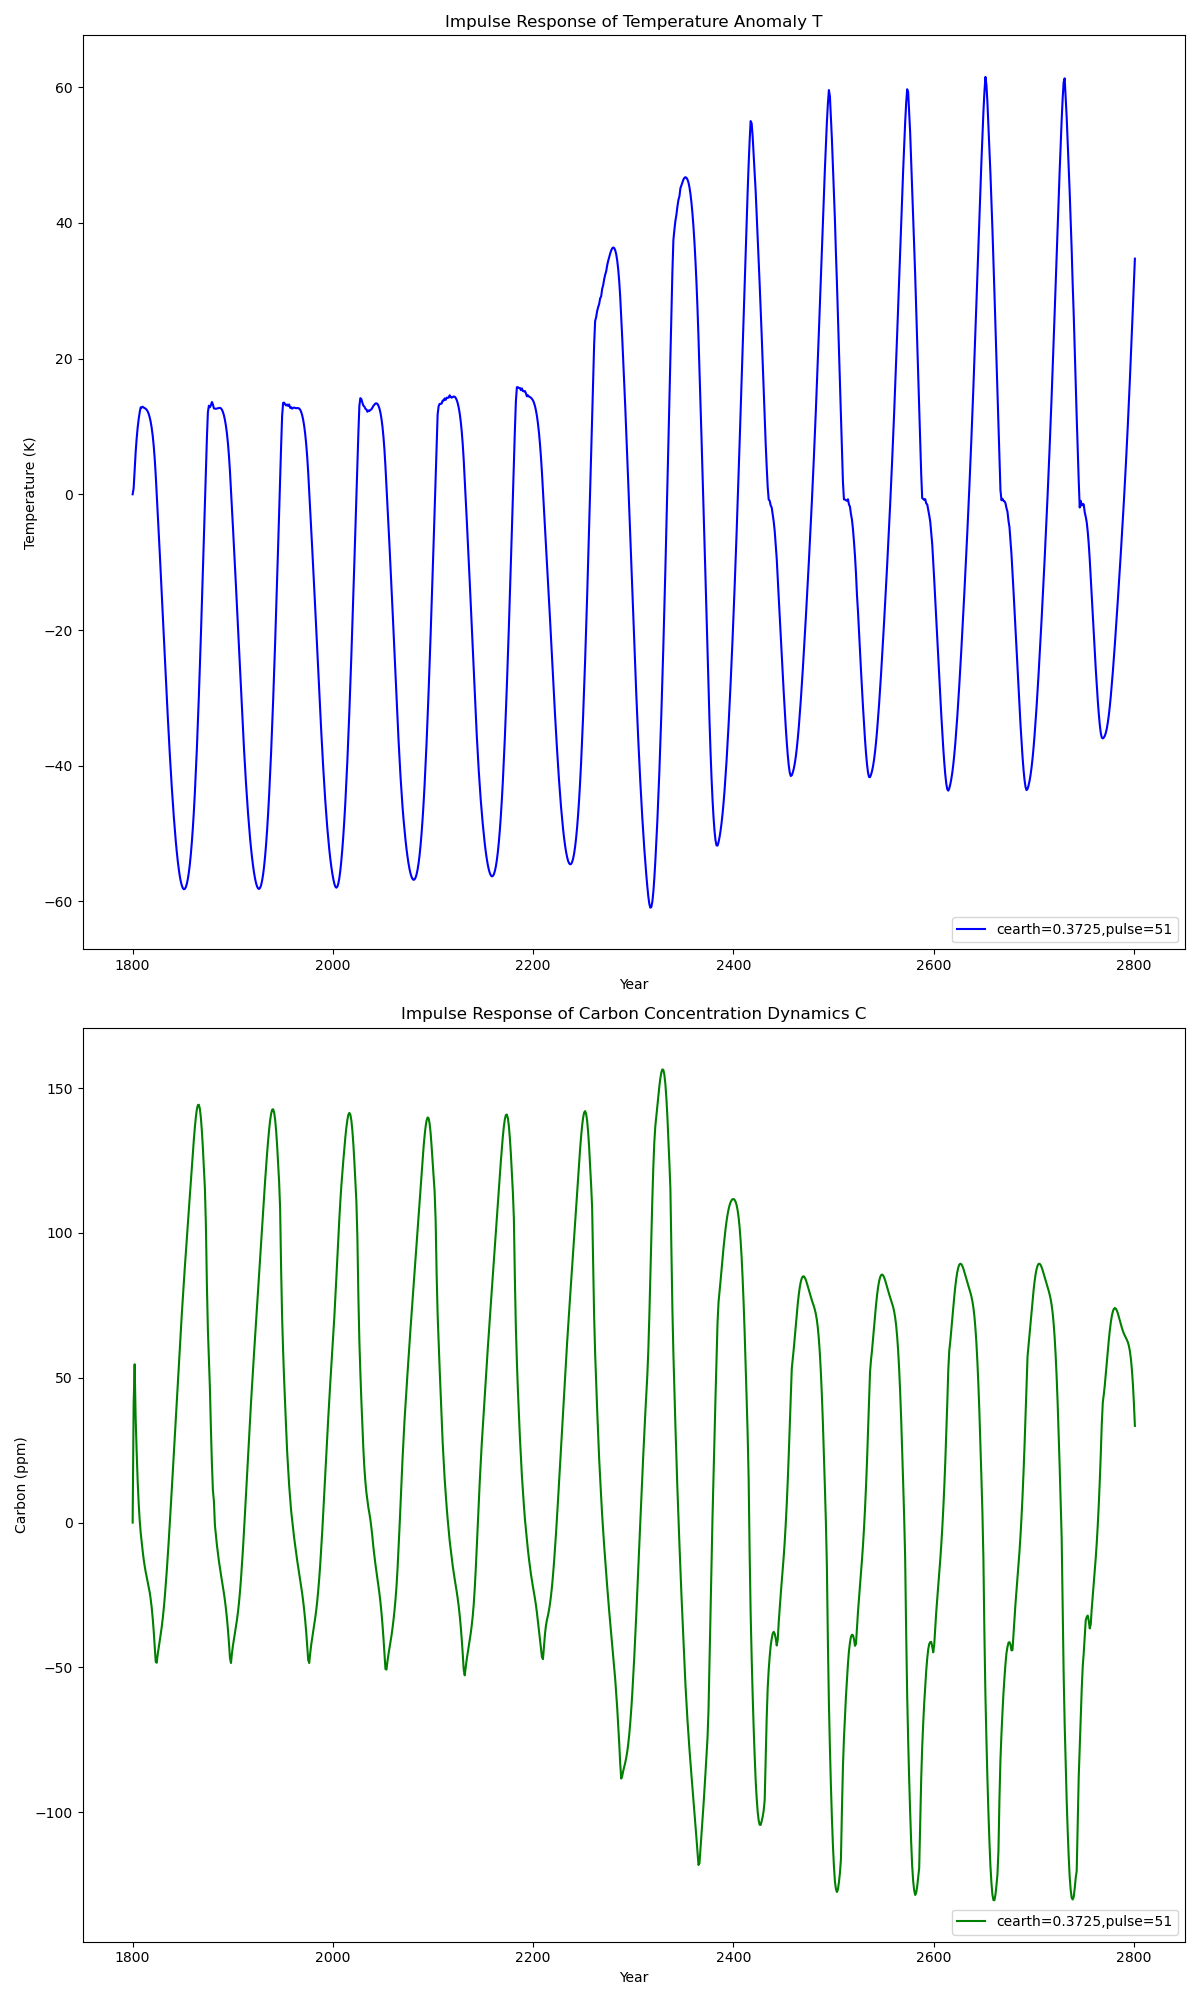 Impulse Response of Temperature Anomaly T
60
40
20
0
−20
−40
−60
Temperature (K)
cearth=0.3725,pulse=51
1800 2000 2200 2400 2600 2800
Year
Impulse Response of Carbon Concentration Dynamics C
150
100
50
0
−50
−100
Carbon (ppm)
cearth=0.3725,pulse=51
1800 2000 2200 2400 2600 2800
Year